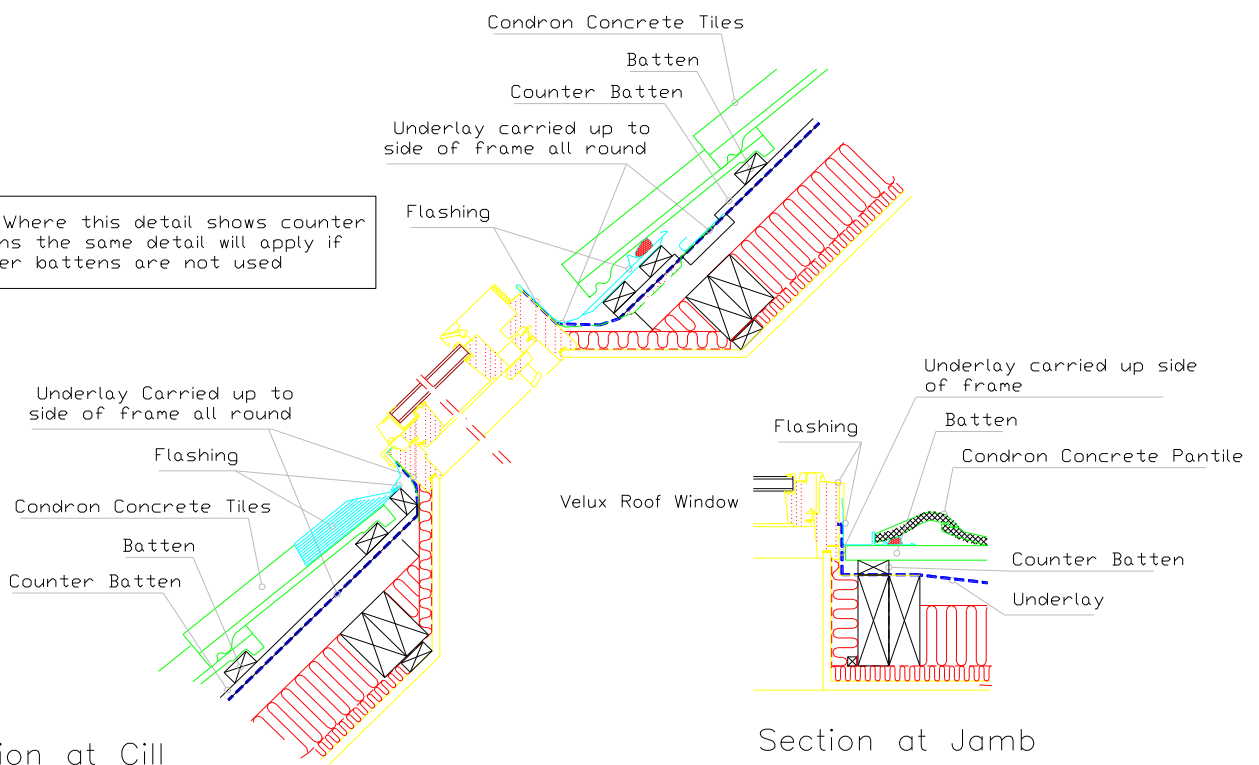 Condron Concrete Tiles
Batten
Counter Batten
Underlay carried up to
side of frame all round
Flashing
Where this detail shows counter
ns the same detail will apply if
er battens are not used
Underlay Carried up to
side of frame all round
Flashing
Condron Concrete Tiles
Batten
Counter Batten
ion at Cill
Underlay carried up side
of frame
Flashing
Batten
Condron Concrete Pantile
Velux Roof Window
Counter Batten
Underlay
Section at Jamb